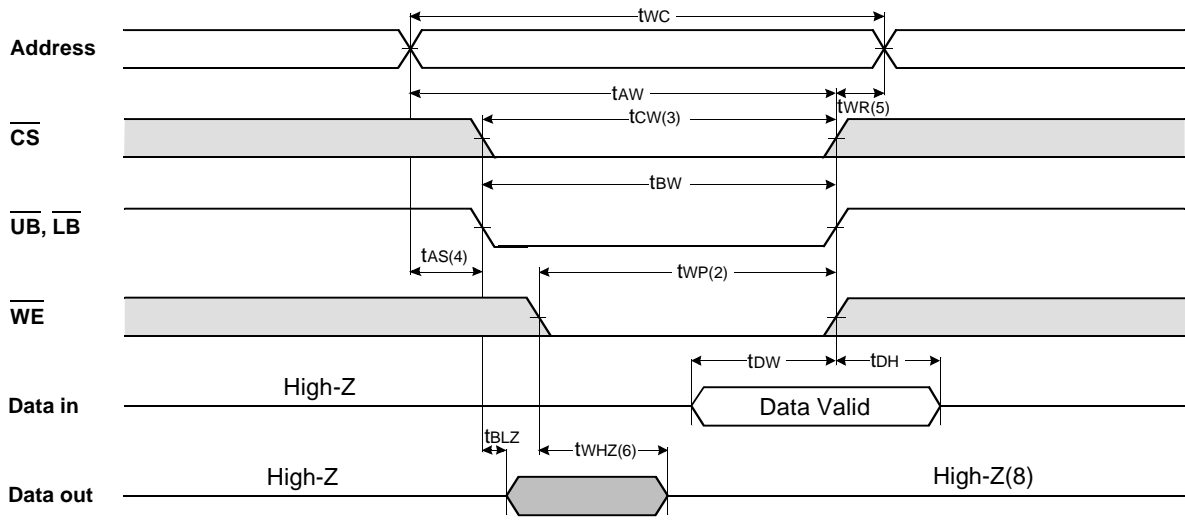 tWC
Address
tAW
tWR(5)
tCW(3)
CS
tBW
UB, LB
tAS(4)
tWP(2)
WE
tDW
tDH
High-Z
Data in
Data Valid
tBLZ
tWHZ(6)
High-Z
High-Z(8)
Data out